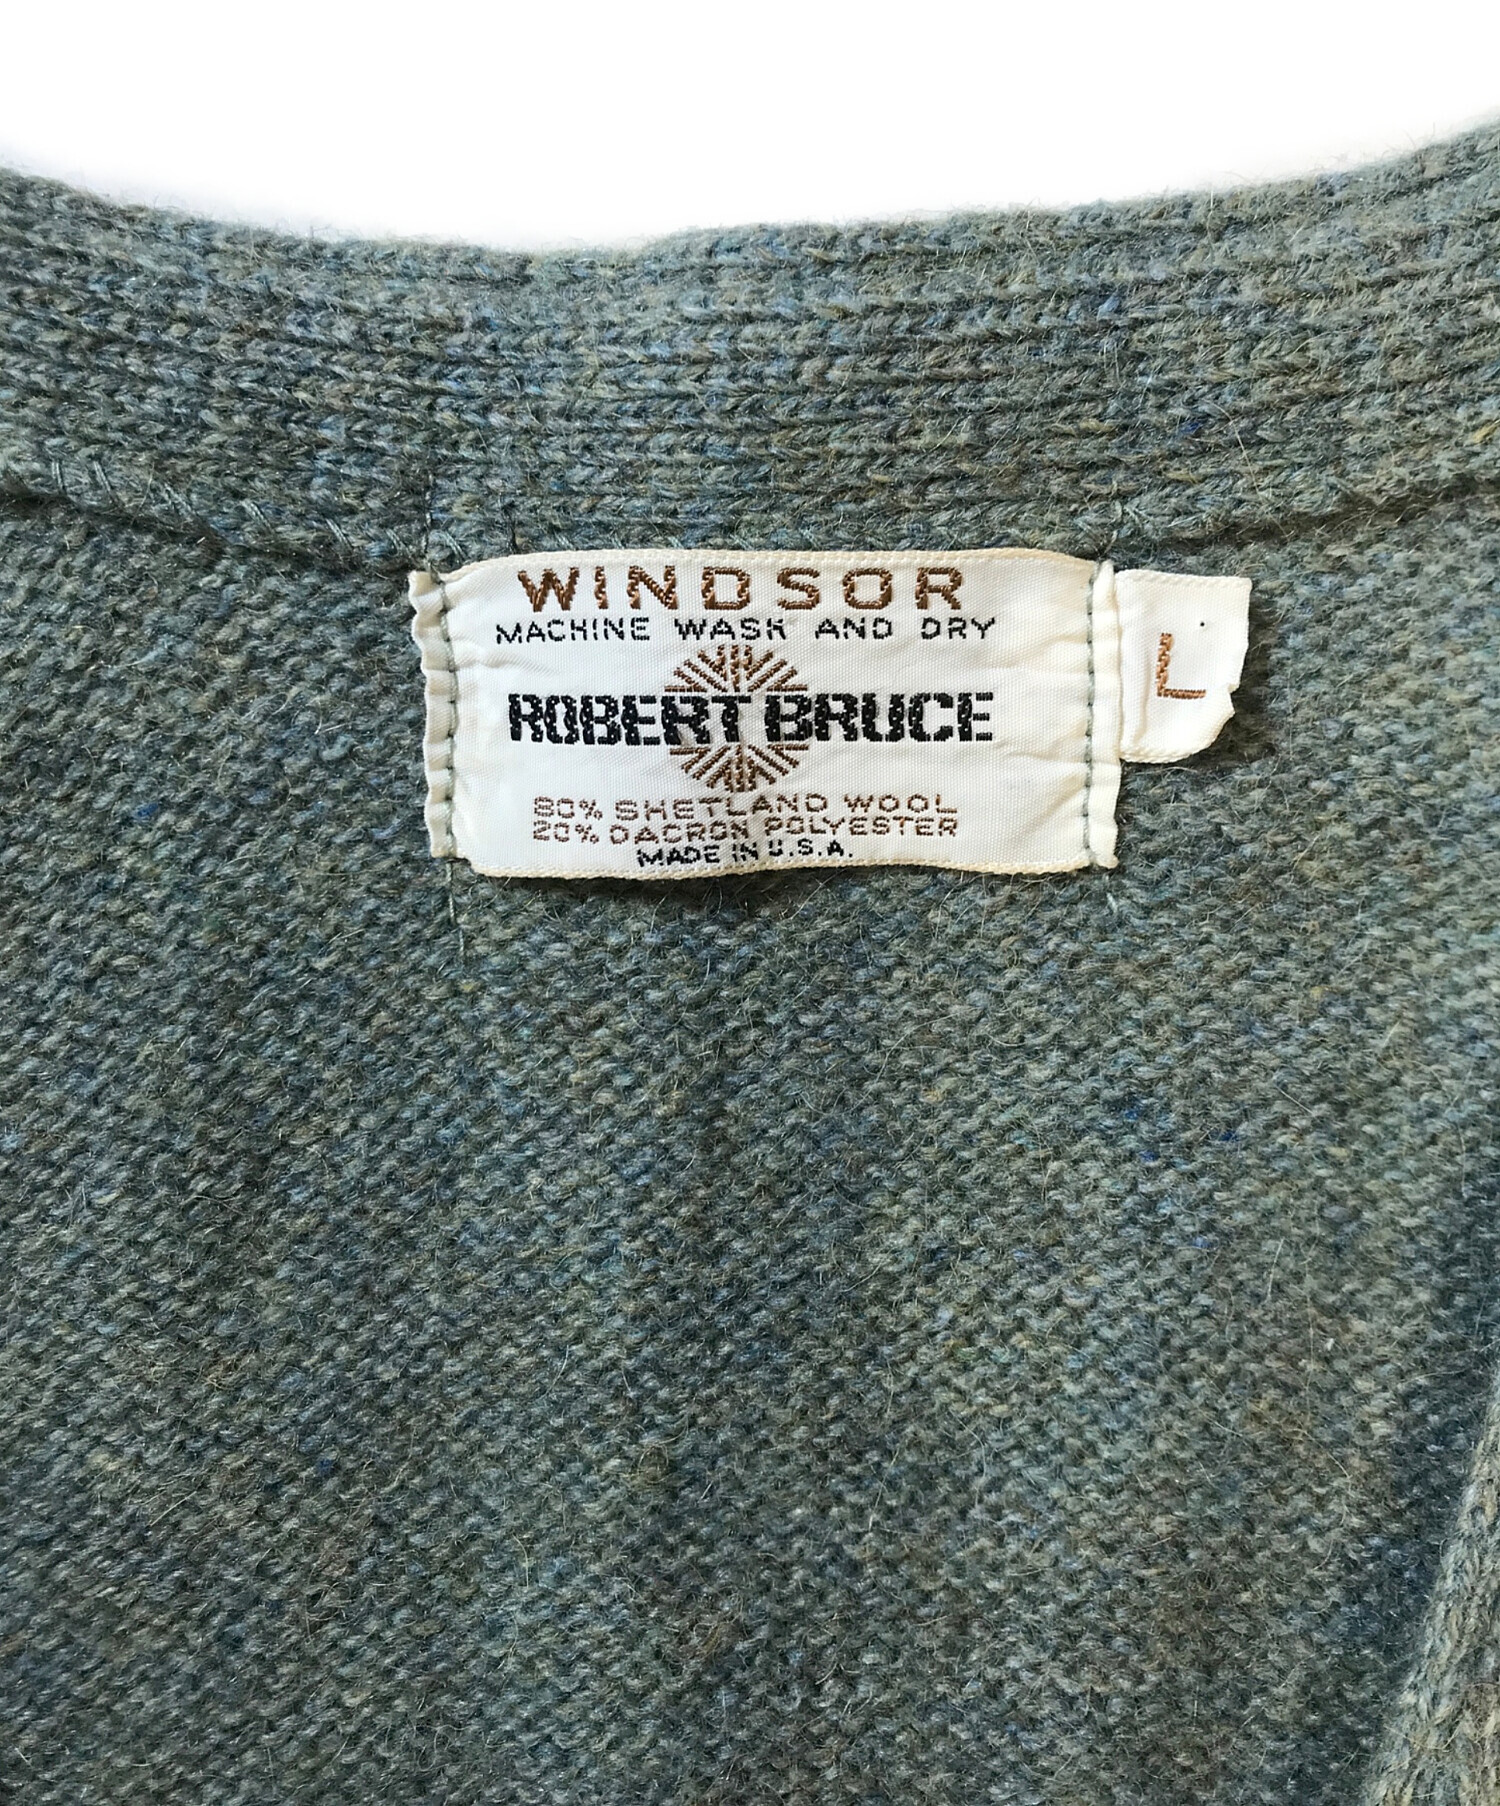 WINDSOR
MACHINE WASH AND DRY
ROBERT BRUCE
80% SHETLAND WOOL
20% DACRON POLYESTER
MADE IN U.S.A.
L